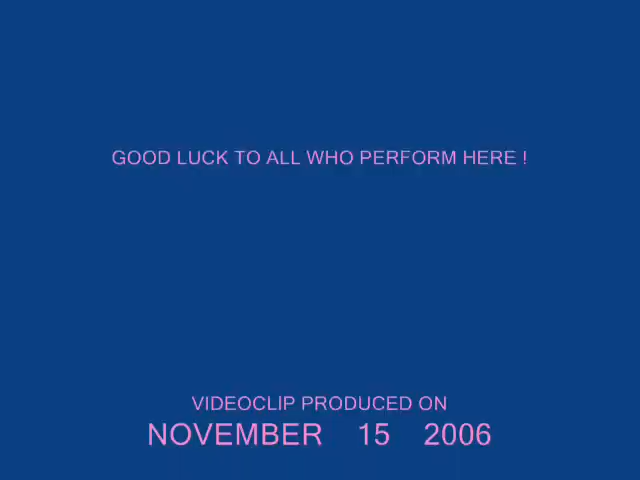 GOOD LUCK TO ALL WHO PERFORM HERE !
VIDEOCLIP PRODUCED ON
NOVEMBER 15 2006